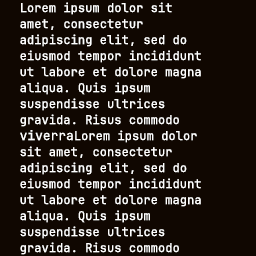 Lorem ipsum dolor sit
amet, consectetur
adipiscing elit, sed do
eiusmod tempor incididunt
ut labore et dolore magna
aliqua. Quis ipsum
suspendisse ultrices
gravida. Risus commodo
viverraLorem ipsum dolor
sit amet, consectetur
adipiscing elit, sed do
eiusmod tempor incididunt
ut labore et dolore magna
aliqua. Quis ipsum
suspendisse ultrices
gravida. Risus commodo